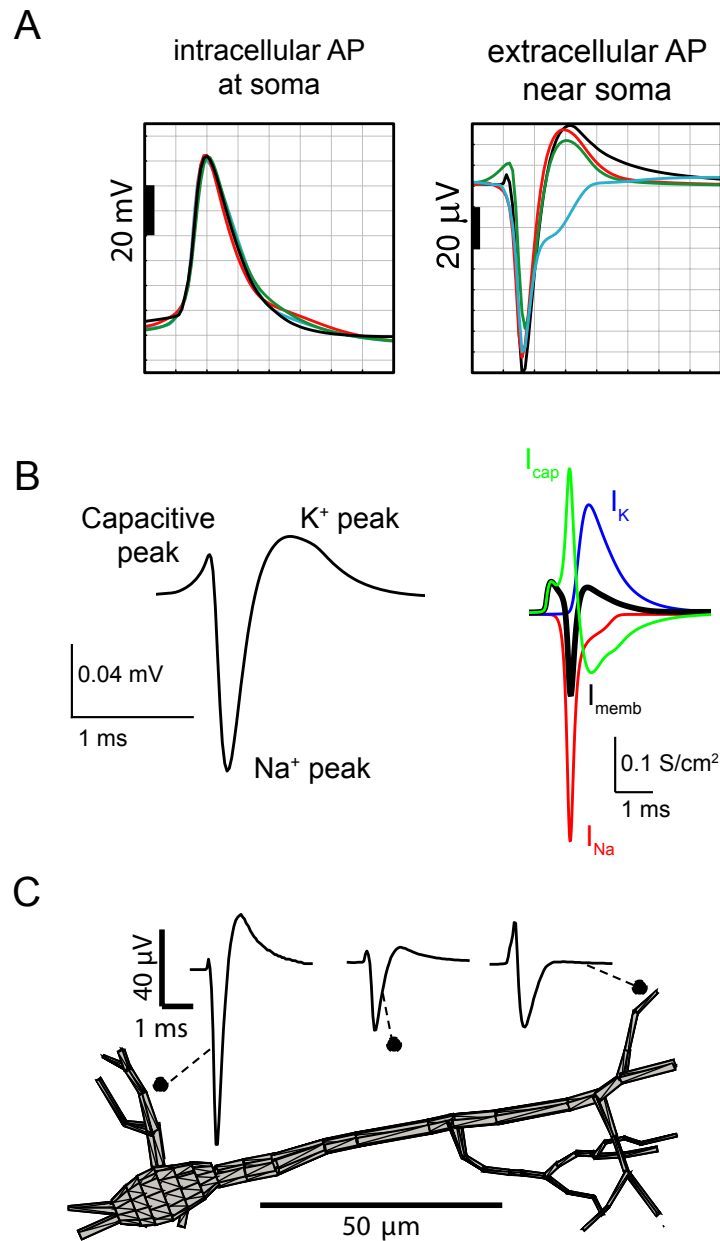 A
intracellular AP
at soma
extracellular AP
near soma
20 mV
20 µV
B
Capacitive
peak
K⁺ peak
0.04 mV
1 ms
Na⁺ peak
I_cap
I_K
I_memb
0.1 S/cm²
1 ms
I_Na
C
40 µV
1 ms
50 µm